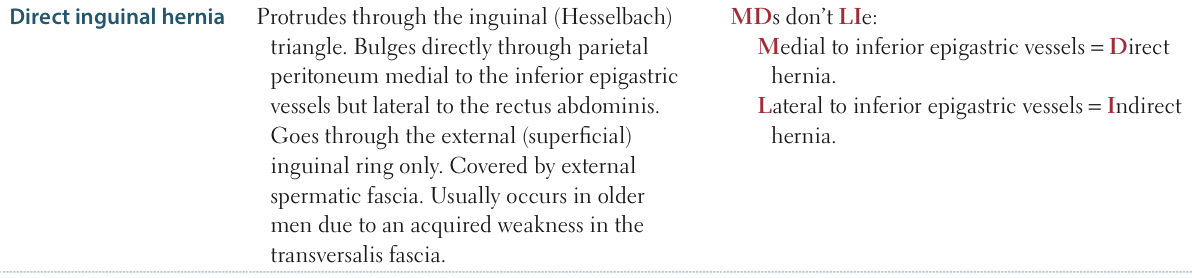 Direct inguinal hernia
Protrudes through the inguinal (Hesselbach)
triangle. Bulges directly through parietal
peritoneum medial to the inferior epigastric
vessels but lateral to the rectus abdominis.
Goes through the external (superficial)
inguinal ring only. Covered by external
spermatic fascia. Usually occurs in older
men due to an acquired weakness in the
transversalis fascia.
MDs don’t LIe:
Medial to inferior epigastric vessels = Direct
hernia.
Lateral to inferior epigastric vessels = Indirect
hernia.